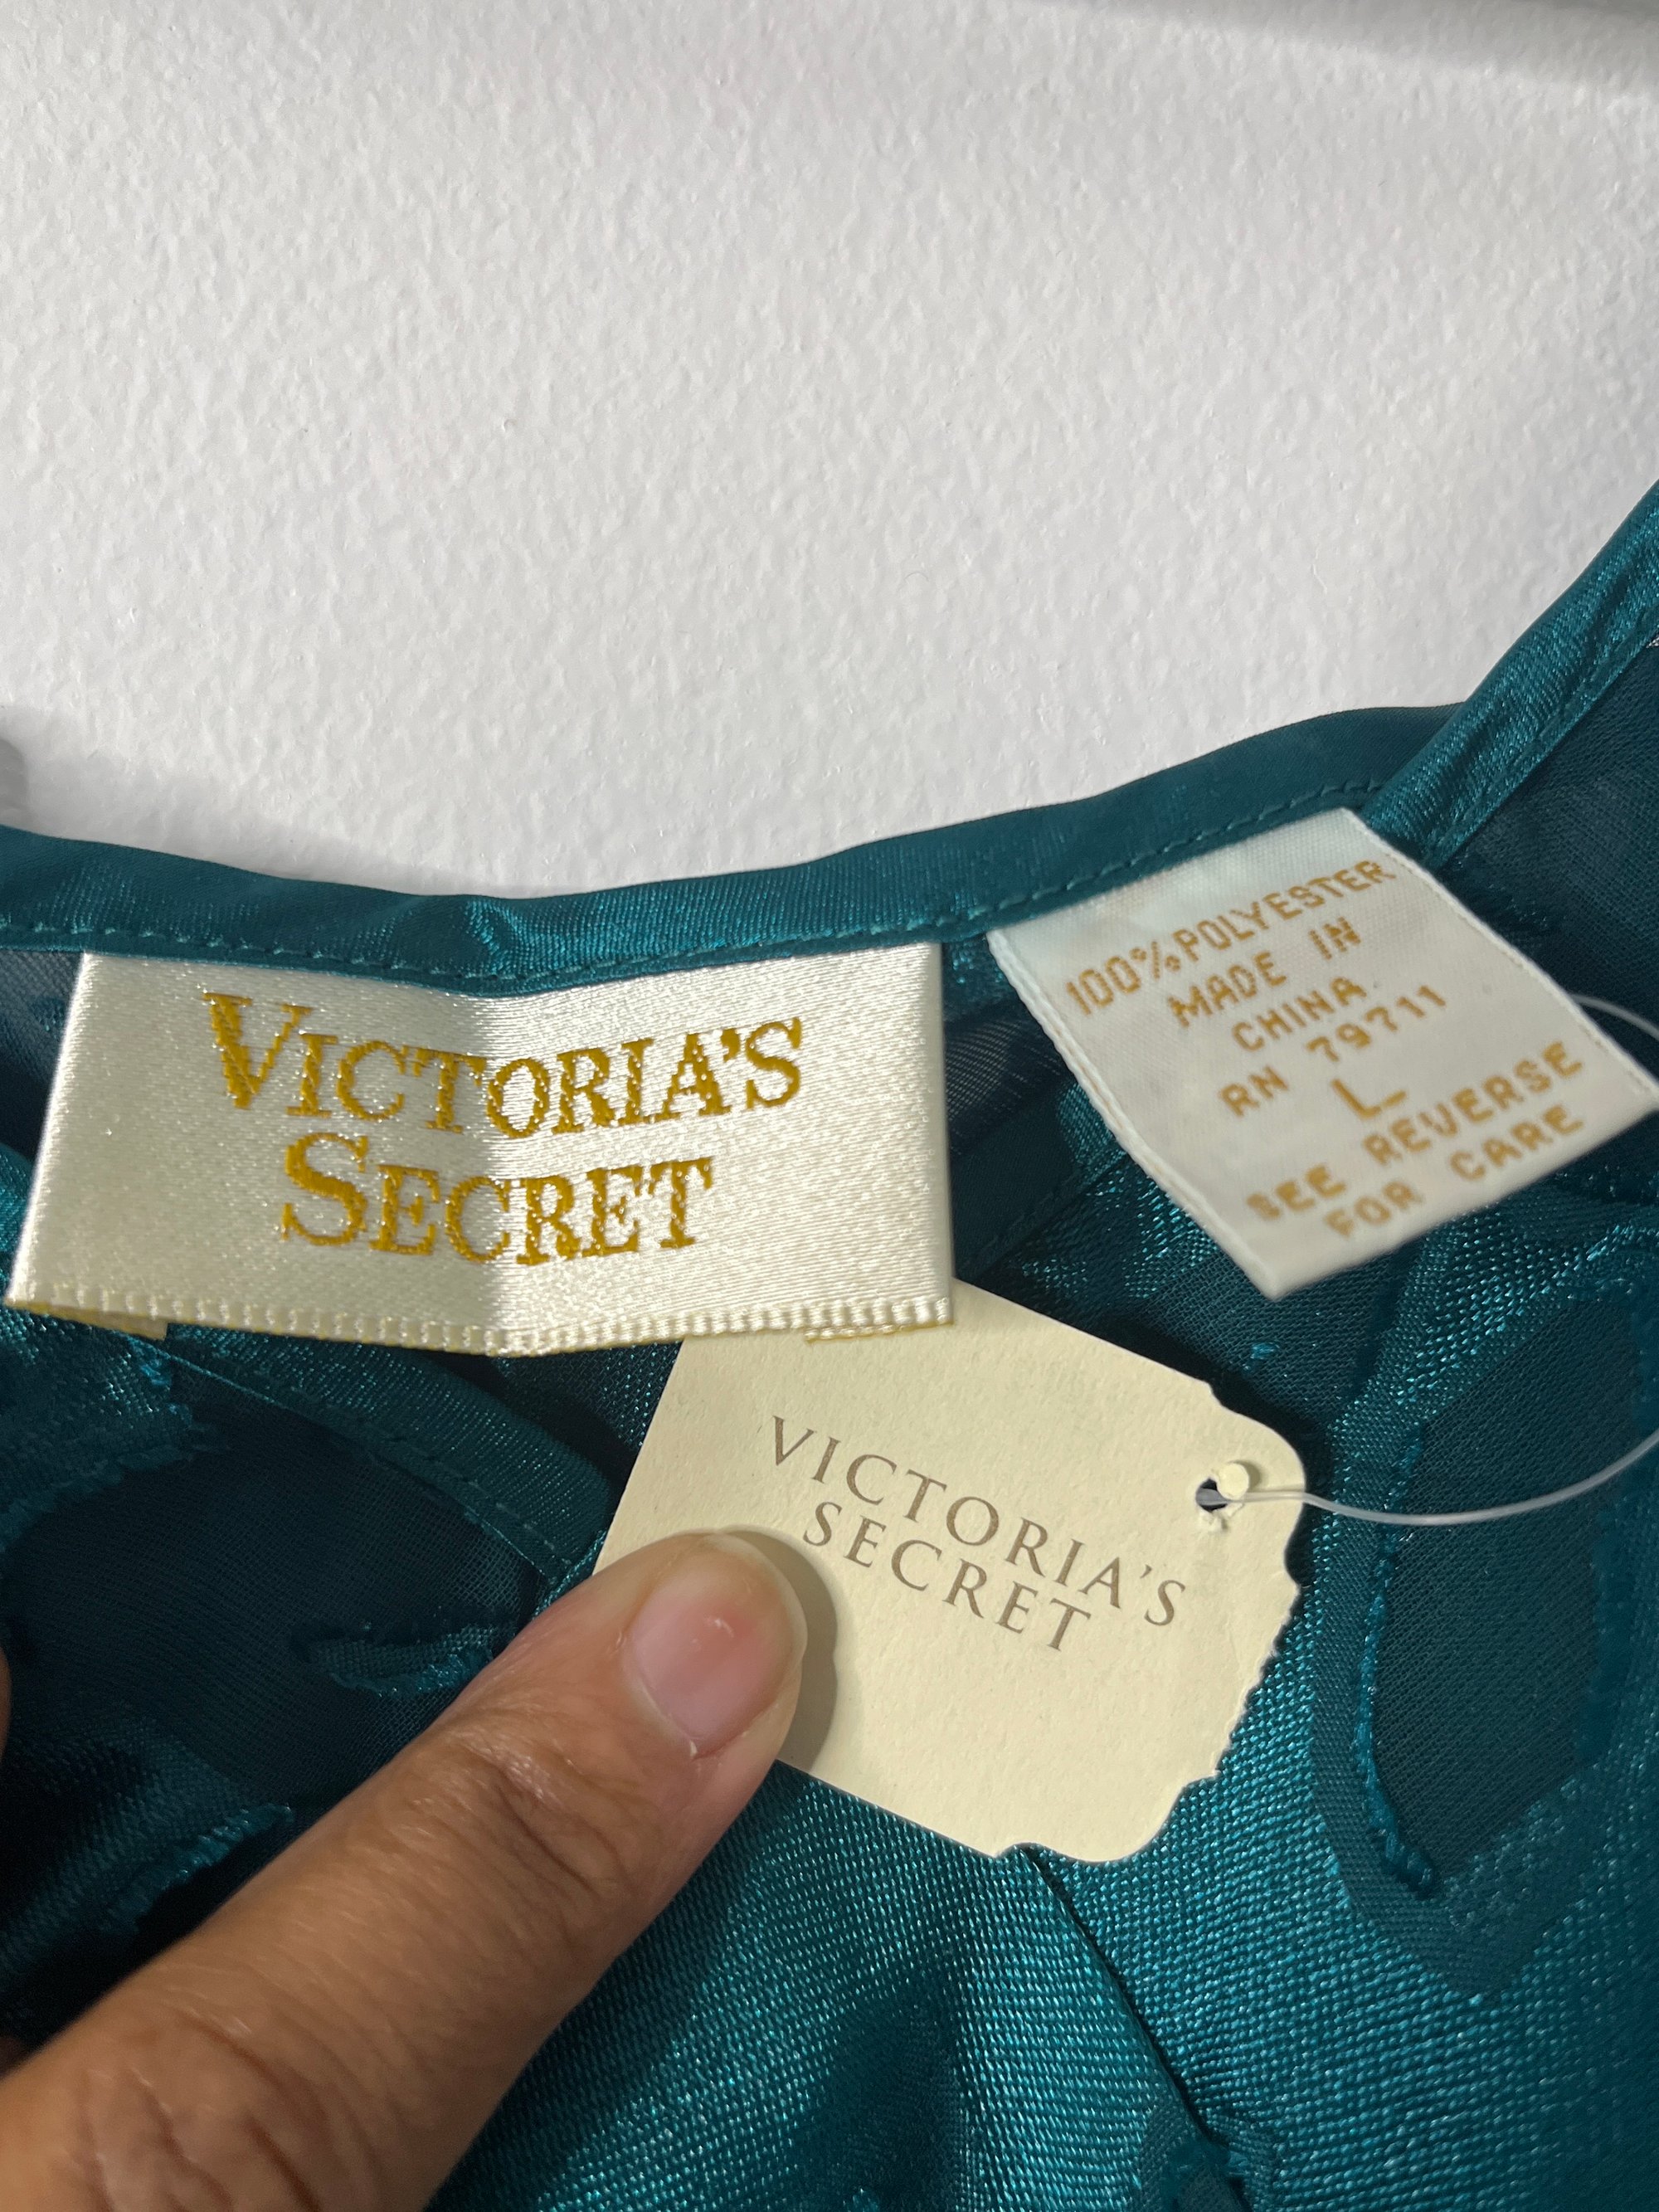 VICTORIA'S
SECRET
100% POLYESTER
MADE IN
CHINA
RN 79711
L
SEE REVERSE
FOR CARE
VICTORIA'S
SECRET